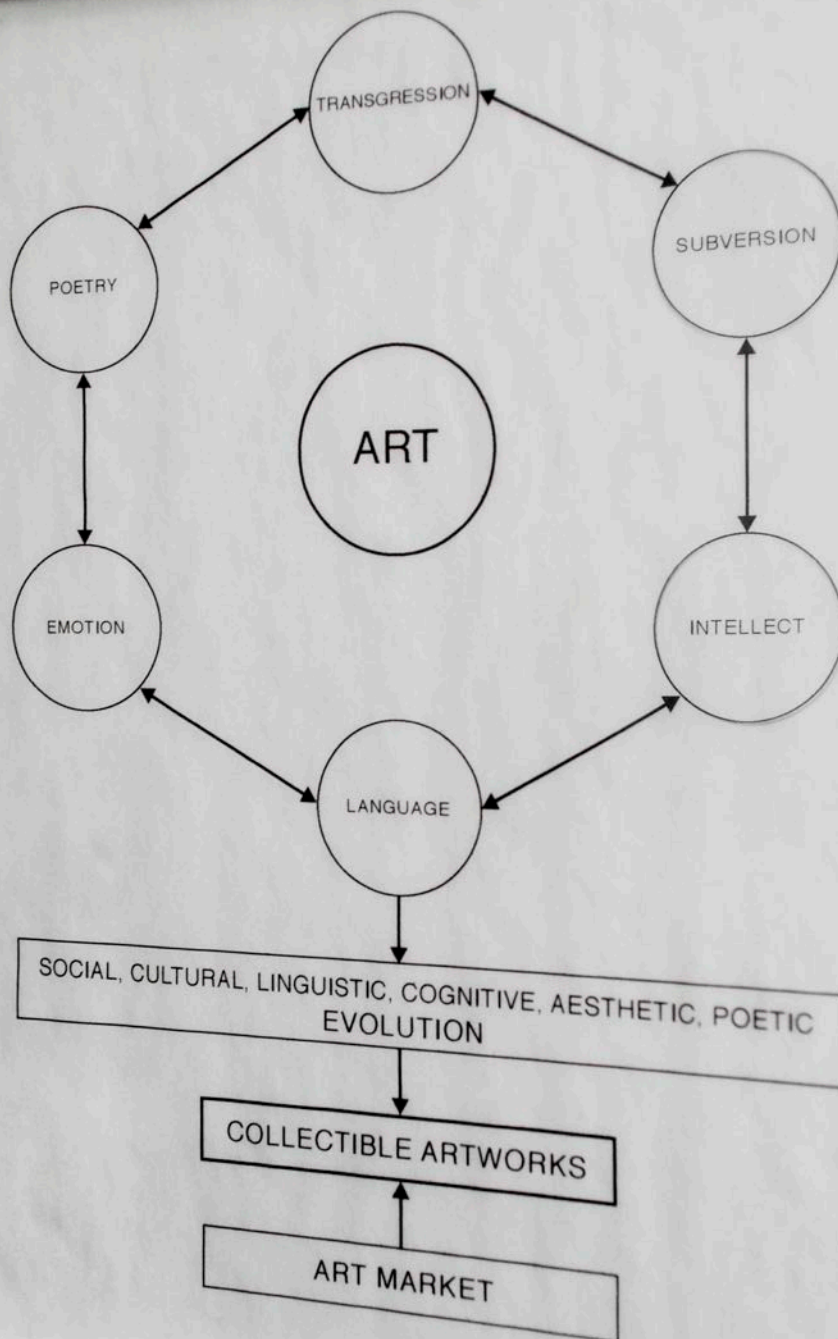 TRANSGRESSION
SUBVERSION
POETRY
ART
EMOTION
INTELLECT
LANGUAGE
SOCIAL, CULTURAL, LINGUISTIC, COGNITIVE, AESTHETIC, POETIC
EVOLUTION
COLLECTIBLE ARTWORKS
ART MARKET